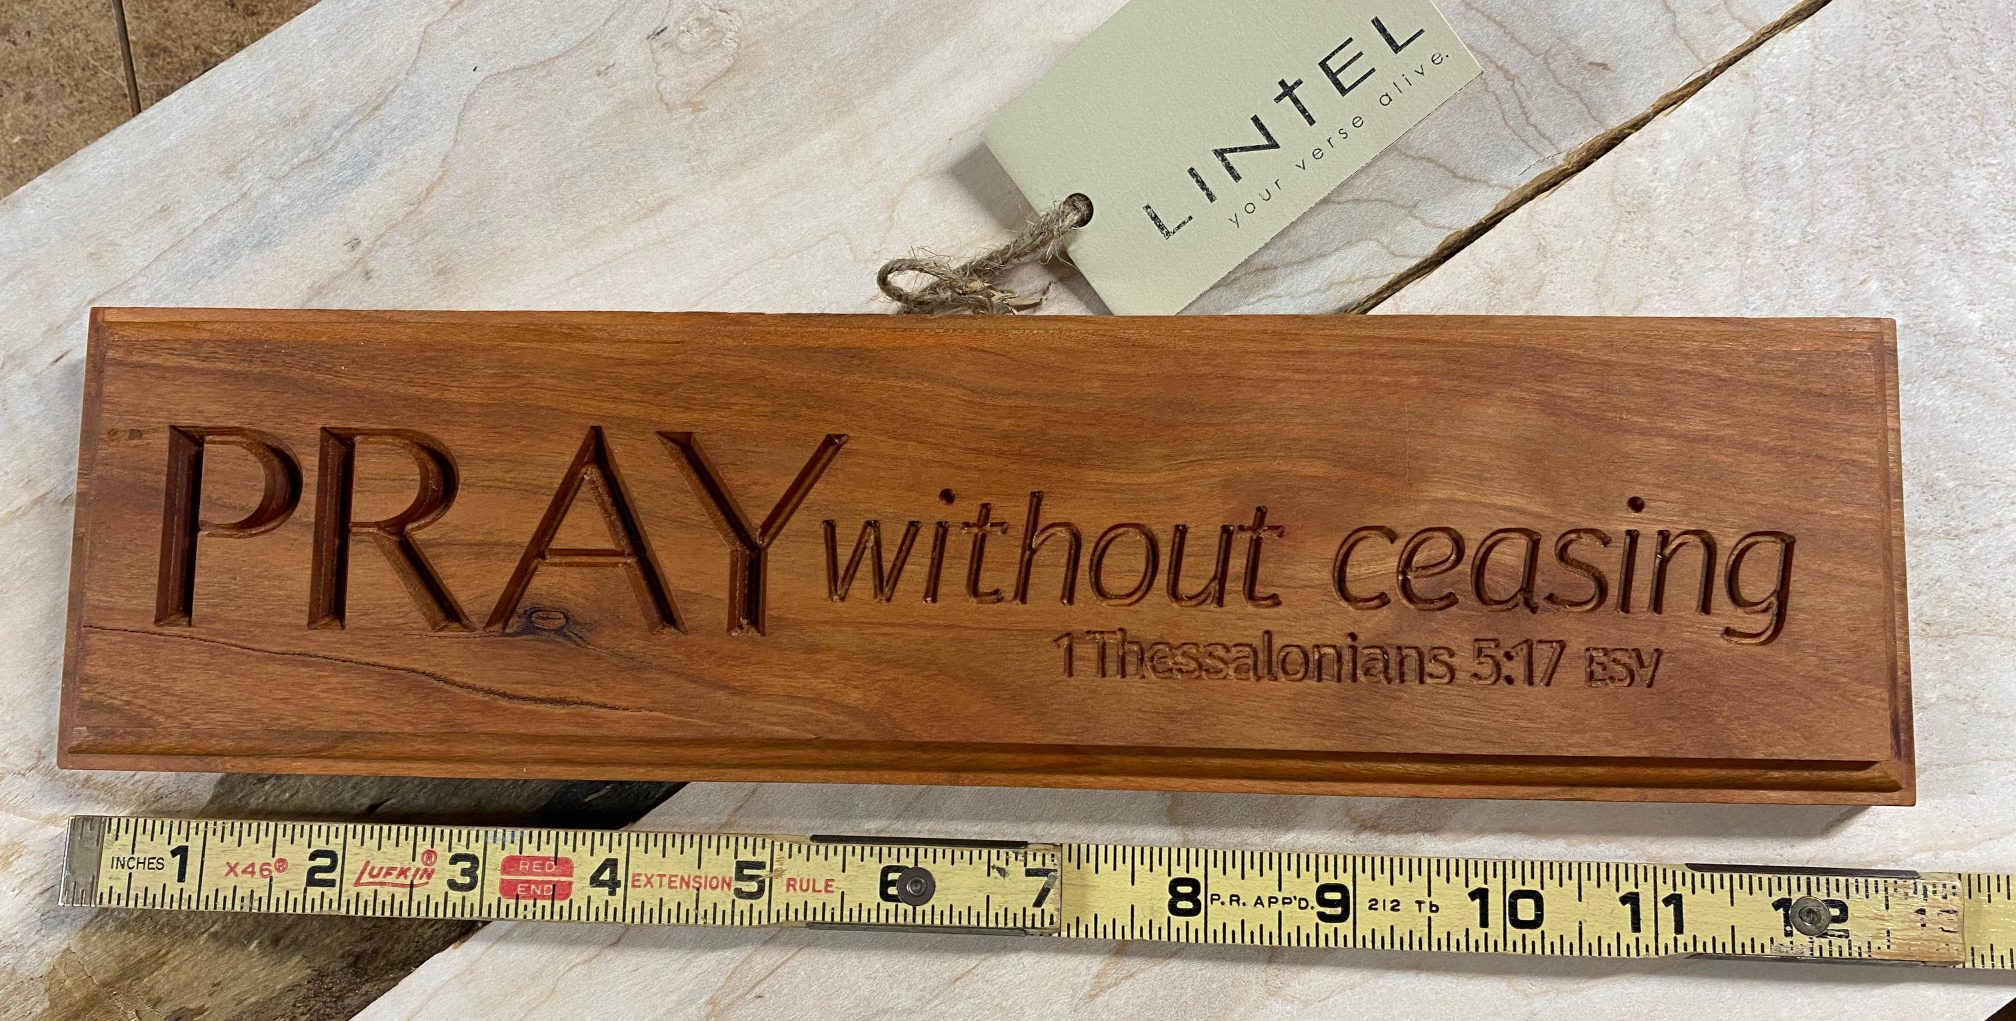 LINTEL
your verse alive.
PRAY without ceasing
1 Thessalonians 5:17 ESV
INCHES 1 X46® 2 LUFKIN® 3 RED END 4 EXTENSION 5 RULE 6 7 8 P.R. APP'D. 9 212 Tb 10 11 12